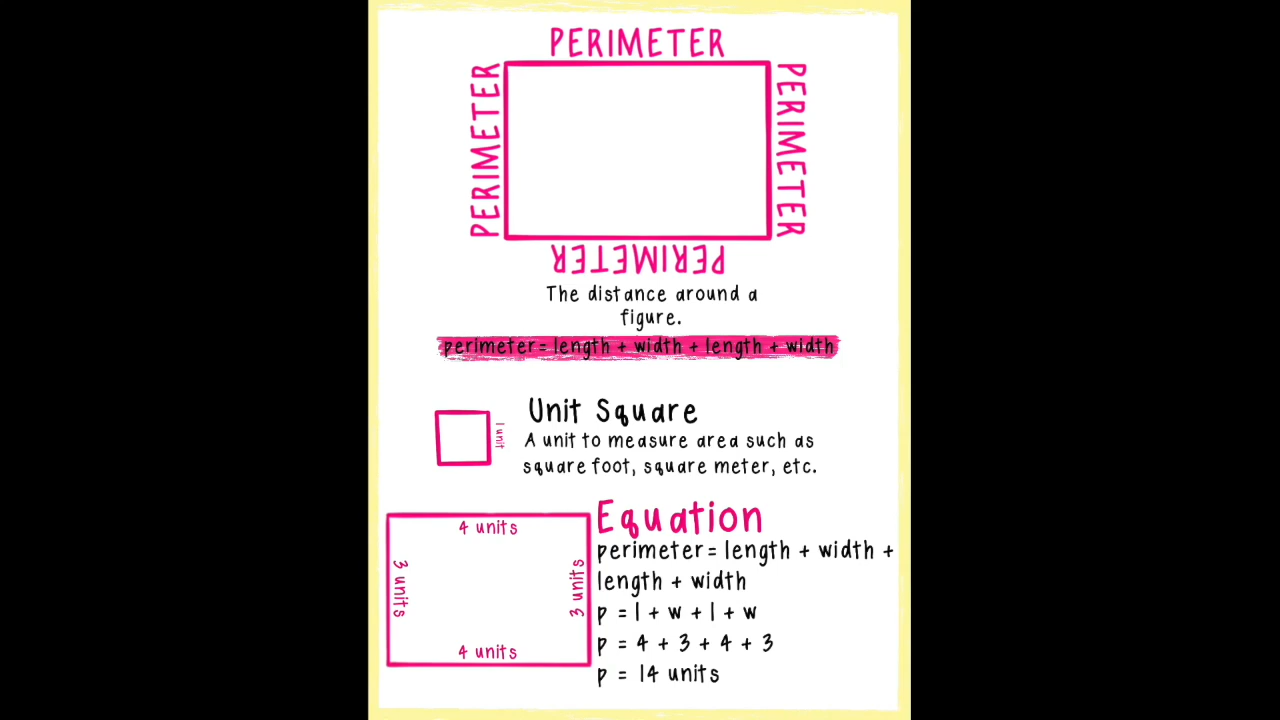 PERIMETER
PERIMETER
PERIMETER
PERIMETER
The distance around a
figure.
perimeter = length + width + length + width
Unit Square
1 unit
A unit to measure area such as
square foot, square meter, etc.
4 units
3 units
3 units
4 units
Equation
perimeter = length + width +
length + width
p = l + w + l + w
p = 4 + 3 + 4 + 3
p = 14 units